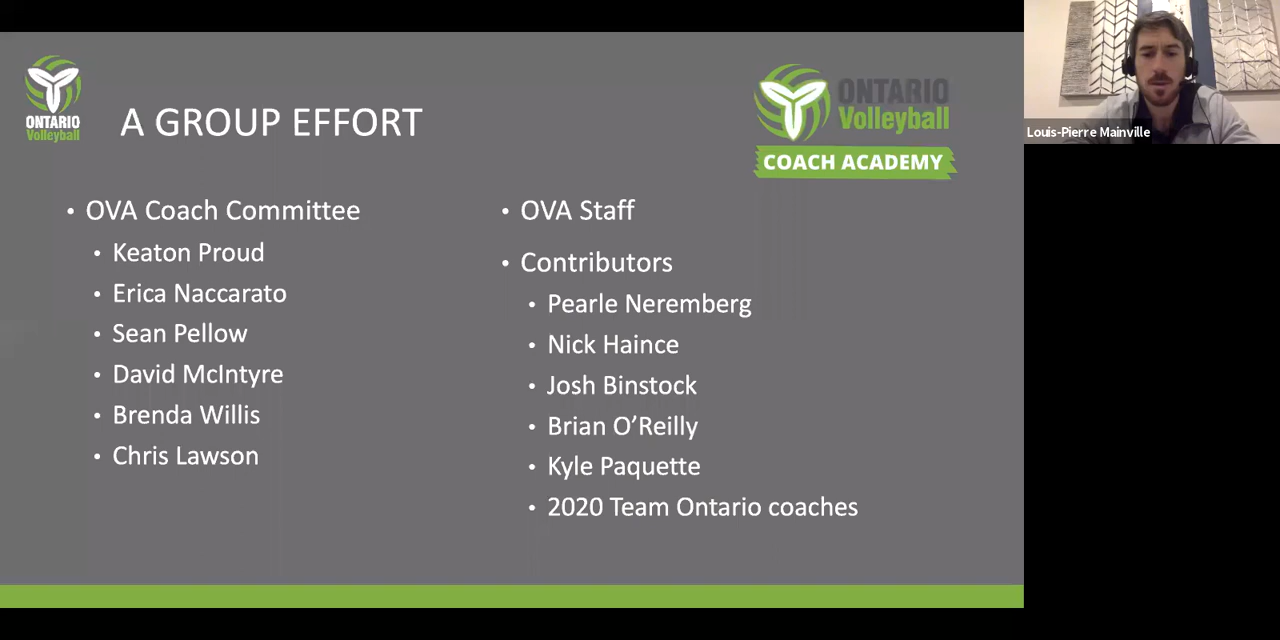 ONTARIO
Volleyball
A GROUP EFFORT
ONTARIO
Volleyball
COACH ACADEMY
• OVA Coach Committee
• Keaton Proud
• Erica Naccarato
• Sean Pellow
• David McIntyre
• Brenda Willis
• Chris Lawson
• OVA Staff
• Contributors
• Pearle Neremberg
• Nick Haince
• Josh Binstock
• Brian O’Reilly
• Kyle Paquette
• 2020 Team Ontario coaches
Louis-Pierre Mainville